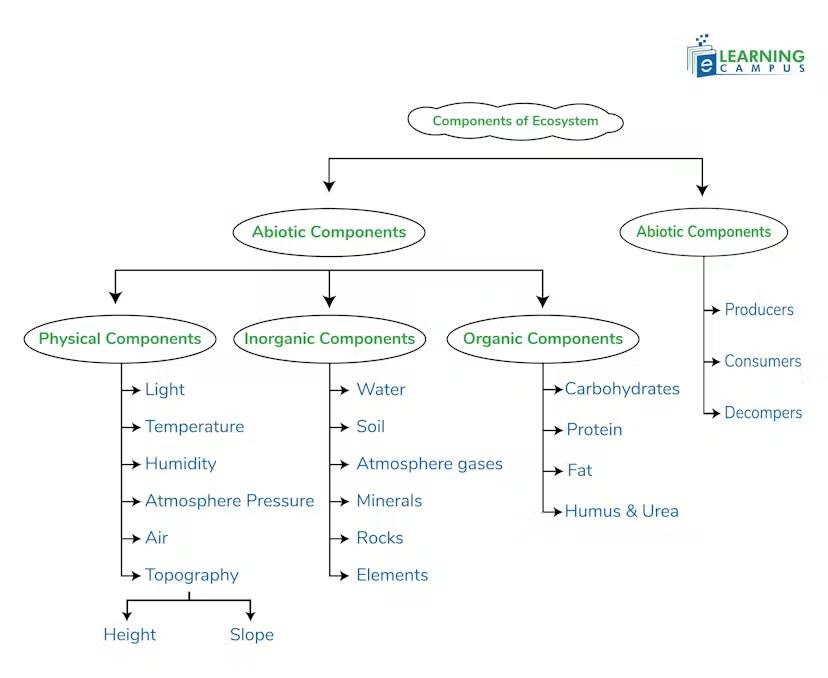 e LEARNING
CAMPUS
Components of Ecosystem
Abiotic Components
Abiotic Components
Producers
Consumers
Decompers
Physical Components
Inorganic Components
Organic Components
Light
Temperature
Humidity
Atmosphere Pressure
Air
Topography
Height
Slope
Water
Soil
Atmosphere gases
Minerals
Rocks
Elements
Carbohydrates
Protein
Fat
Humus & Urea